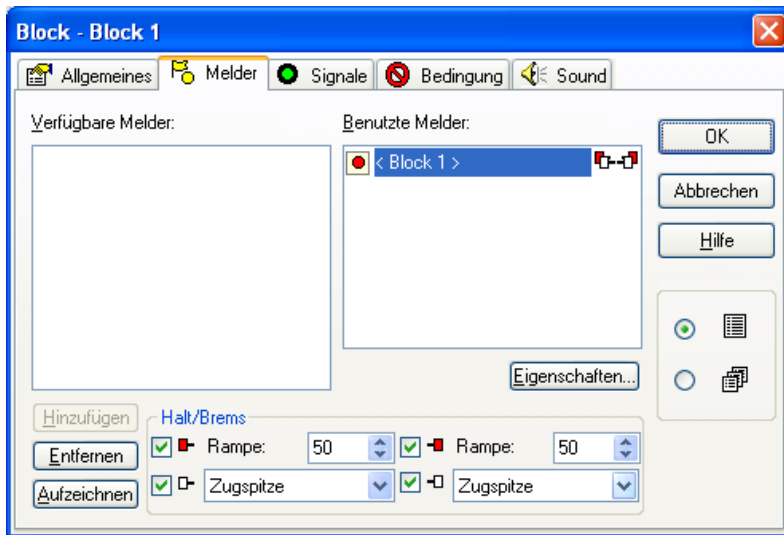 Block - Block 1
Allgemeines Melder Signale Bedingung Sound
Verfügbare Melder: Benutzte Melder:
< Block 1 >
OK
Abbrechen
Hilfe
Eigenschaften...
Hinzufügen
Entfernen
Aufzeichnen
Halt/Brems
Rampe: 50 Rampe: 50
Zugspitze Zugspitze